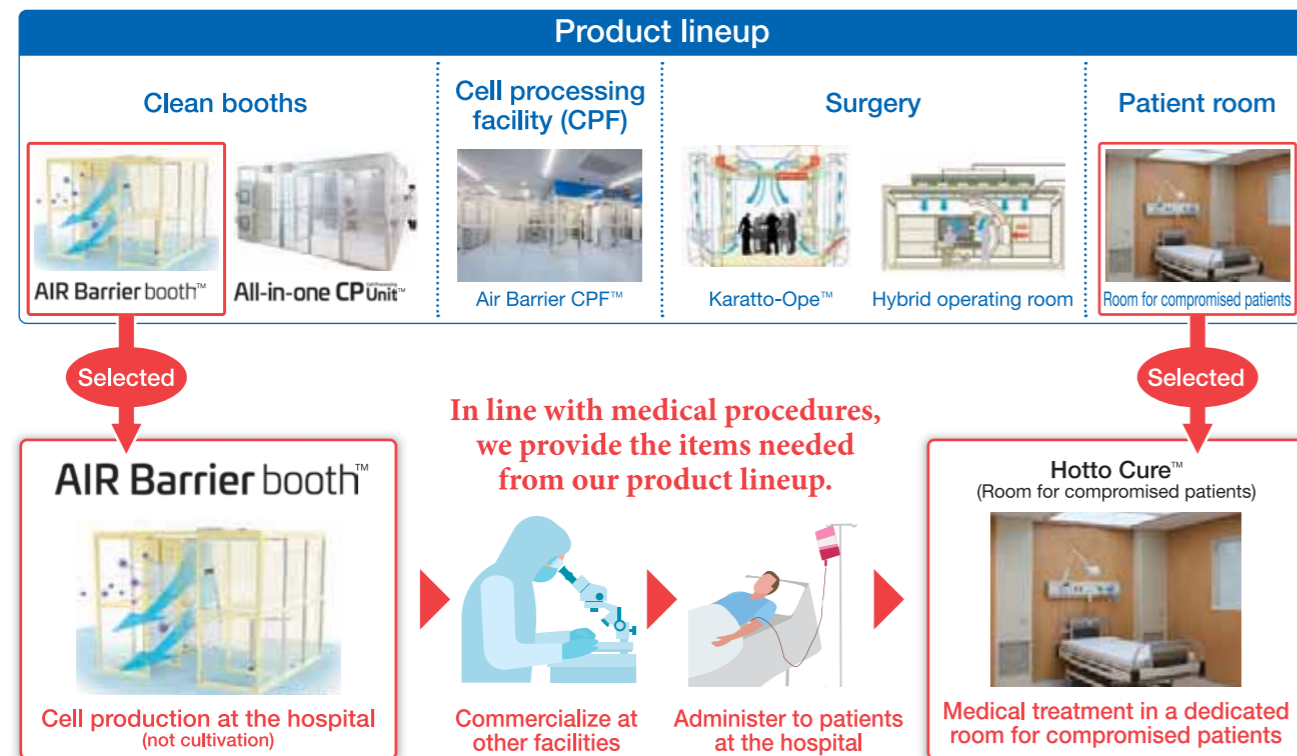 Product lineup
Clean booths
Cell processing
facility (CPF)
Surgery
Patient room
AIR Barrier booth™
All-in-one CP Cell Processing Unit™
Air Barrier CPF™
Karatto-Ope™
Hybrid operating room
Room for compromised patients
Selected
Selected
In line with medical procedures,
we provide the items needed
from our product lineup.
AIR Barrier booth™
Hotto Cure™
(Room for compromised patients)
Cell production at the hospital
(not cultivation)
Commercialize at
other facilities
Administer to patients
at the hospital
Medical treatment in a dedicated
room for compromised patients